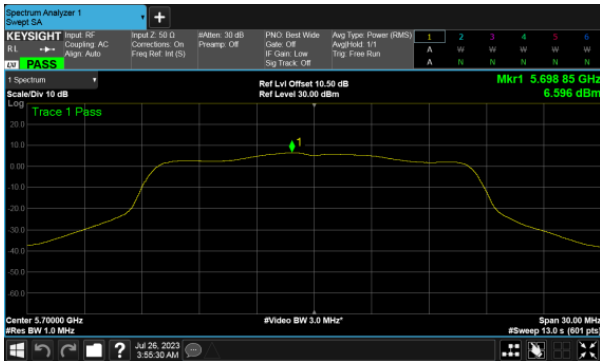 Spectrum Analyzer 1
Swept SA
+
KEYSIGHT Input: RF Input Z: 50 Ω #Atten: 30 dB PNO: Best Wide Avg Type: Power (RMS) 1 2 3 4 5 6
RL Coupling: AC Corrections: On Preamp: Off Gate: Off Avg|Hold: 1/1 A W W W W W
Align: Auto Freq Ref: Int (S) IF Gain: Low Trig: Free Run
LXI PASS Sig Track: Off A N N N N N
1 Spectrum Ref Lvl Offset 10.50 dB Mkr1 5.698 85 GHz
Scale/Div 10 dB Ref Level 30.00 dBm 6.596 dBm
Log
Trace 1 Pass
20.0
10.0
1
0.00
-10.0
-20.0
-30.0
-40.0
-50.0
-60.0
Center 5.70000 GHz #Video BW 3.0 MHz* Span 30.00 MHz
#Res BW 1.0 MHz #Sweep 13.0 s (601 pts)
? Jul 26, 2023
3:55:30 AM